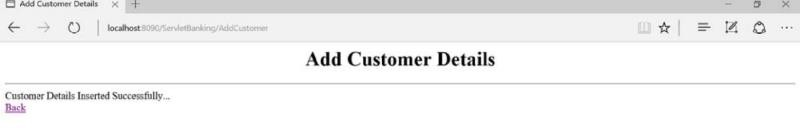 Add Customer Details
localhost:8090/ServletBanking/AddCustomer
Add Customer Details
Customer Details Inserted Successfully...
Back